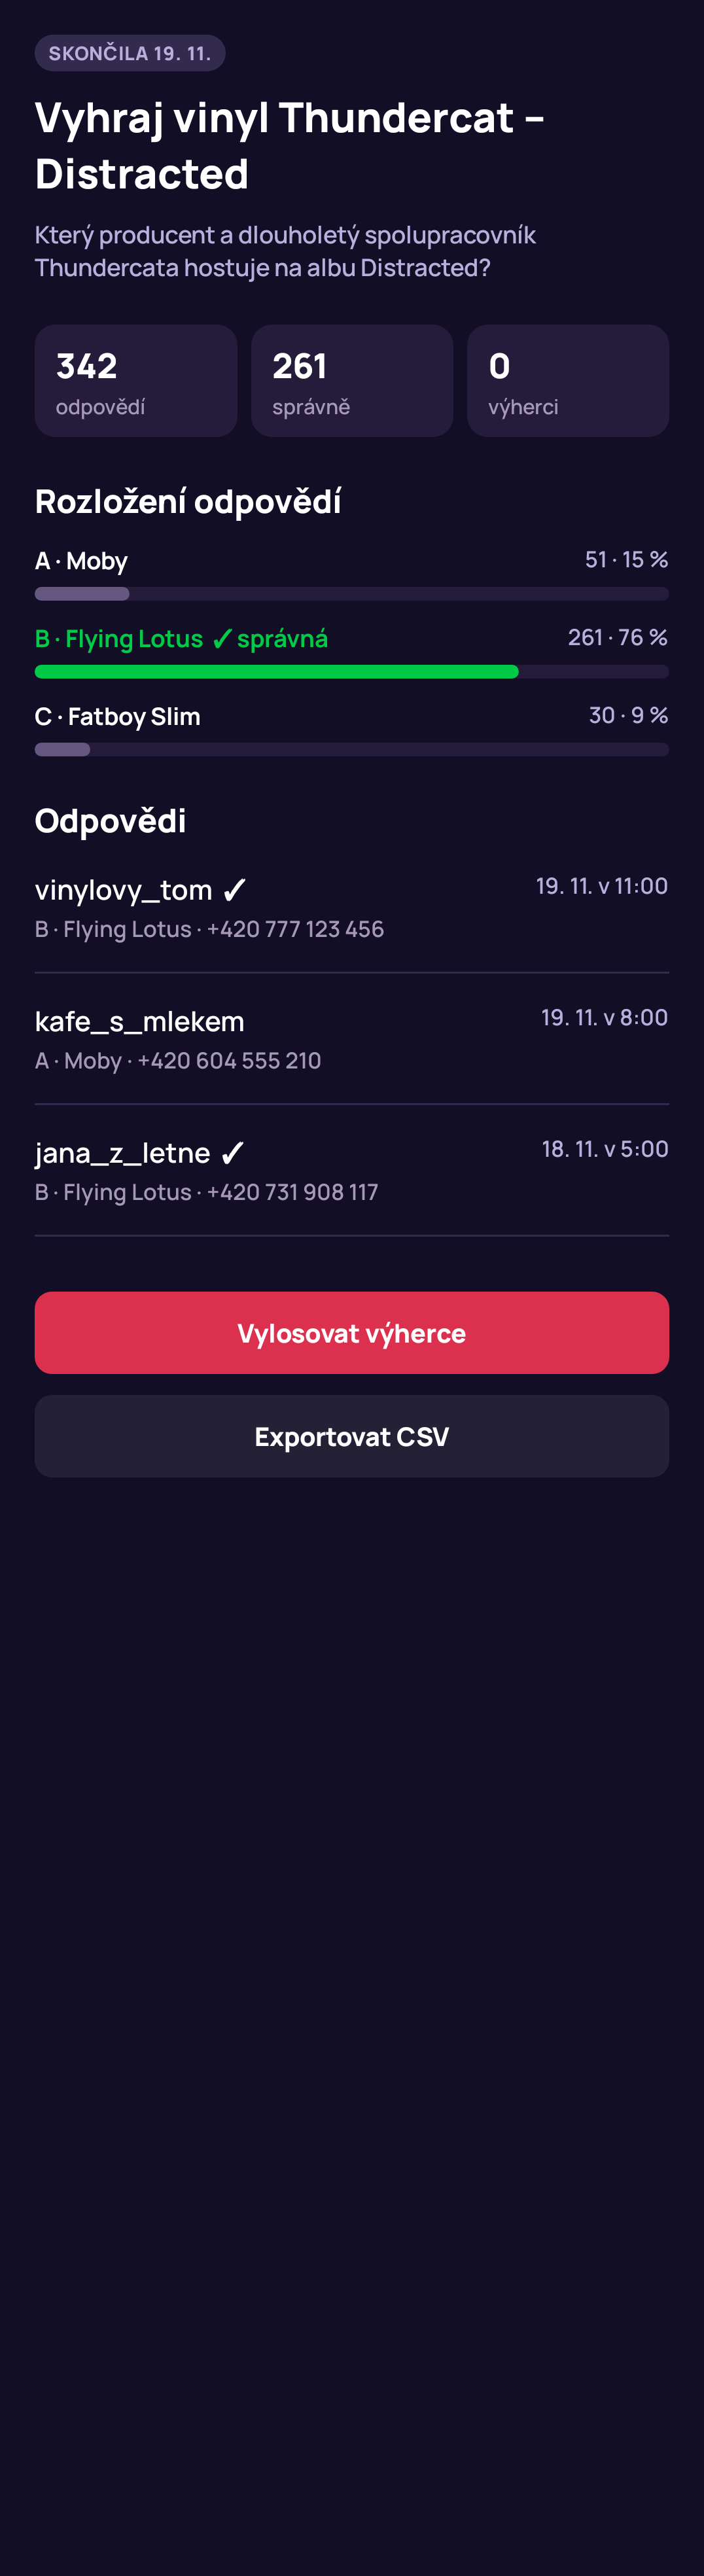 SKONČILA 19. 11.
Vyhraj vinyl Thundercat –
Distracted
Který producent a dlouholetý spolupracovník
Thundercata hostuje na albu Distracted?
342
odpovědí
261
správně
0
výherci
Rozložení odpovědí
A · Moby
51 · 15 %
B · Flying Lotus ✓ správná
261 · 76 %
C · Fatboy Slim
30 · 9 %
Odpovědi
vinylovy_tom ✓
19. 11. v 11:00
B · Flying Lotus · +420 777 123 456
kafe_s_mlekem
19. 11. v 8:00
A · Moby · +420 604 555 210
jana_z_letne ✓
18. 11. v 5:00
B · Flying Lotus · +420 731 908 117
Vylosovat výherce
Exportovat CSV